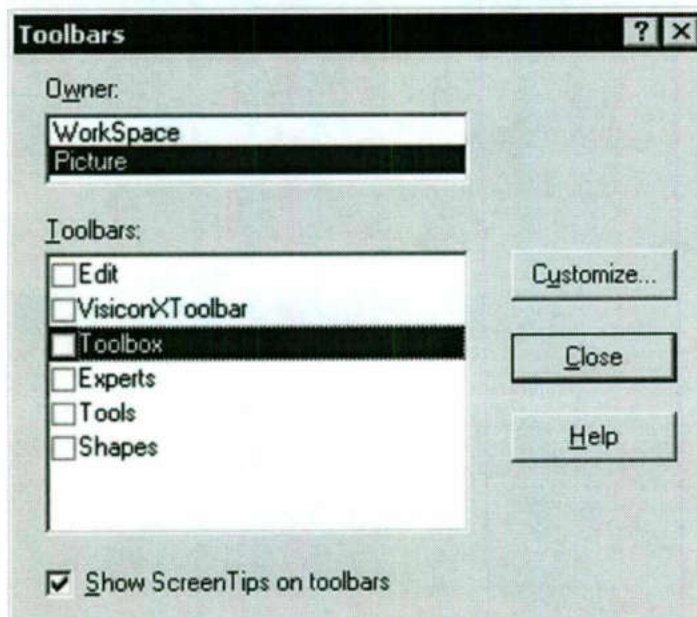 Toolbars
Owner:
WorkSpace
Picture
Toolbars:
Edit
VisiconXToolbar
Toolbox
Experts
Tools
Shapes
Customize...
Close
Help
Show ScreenTips on toolbars